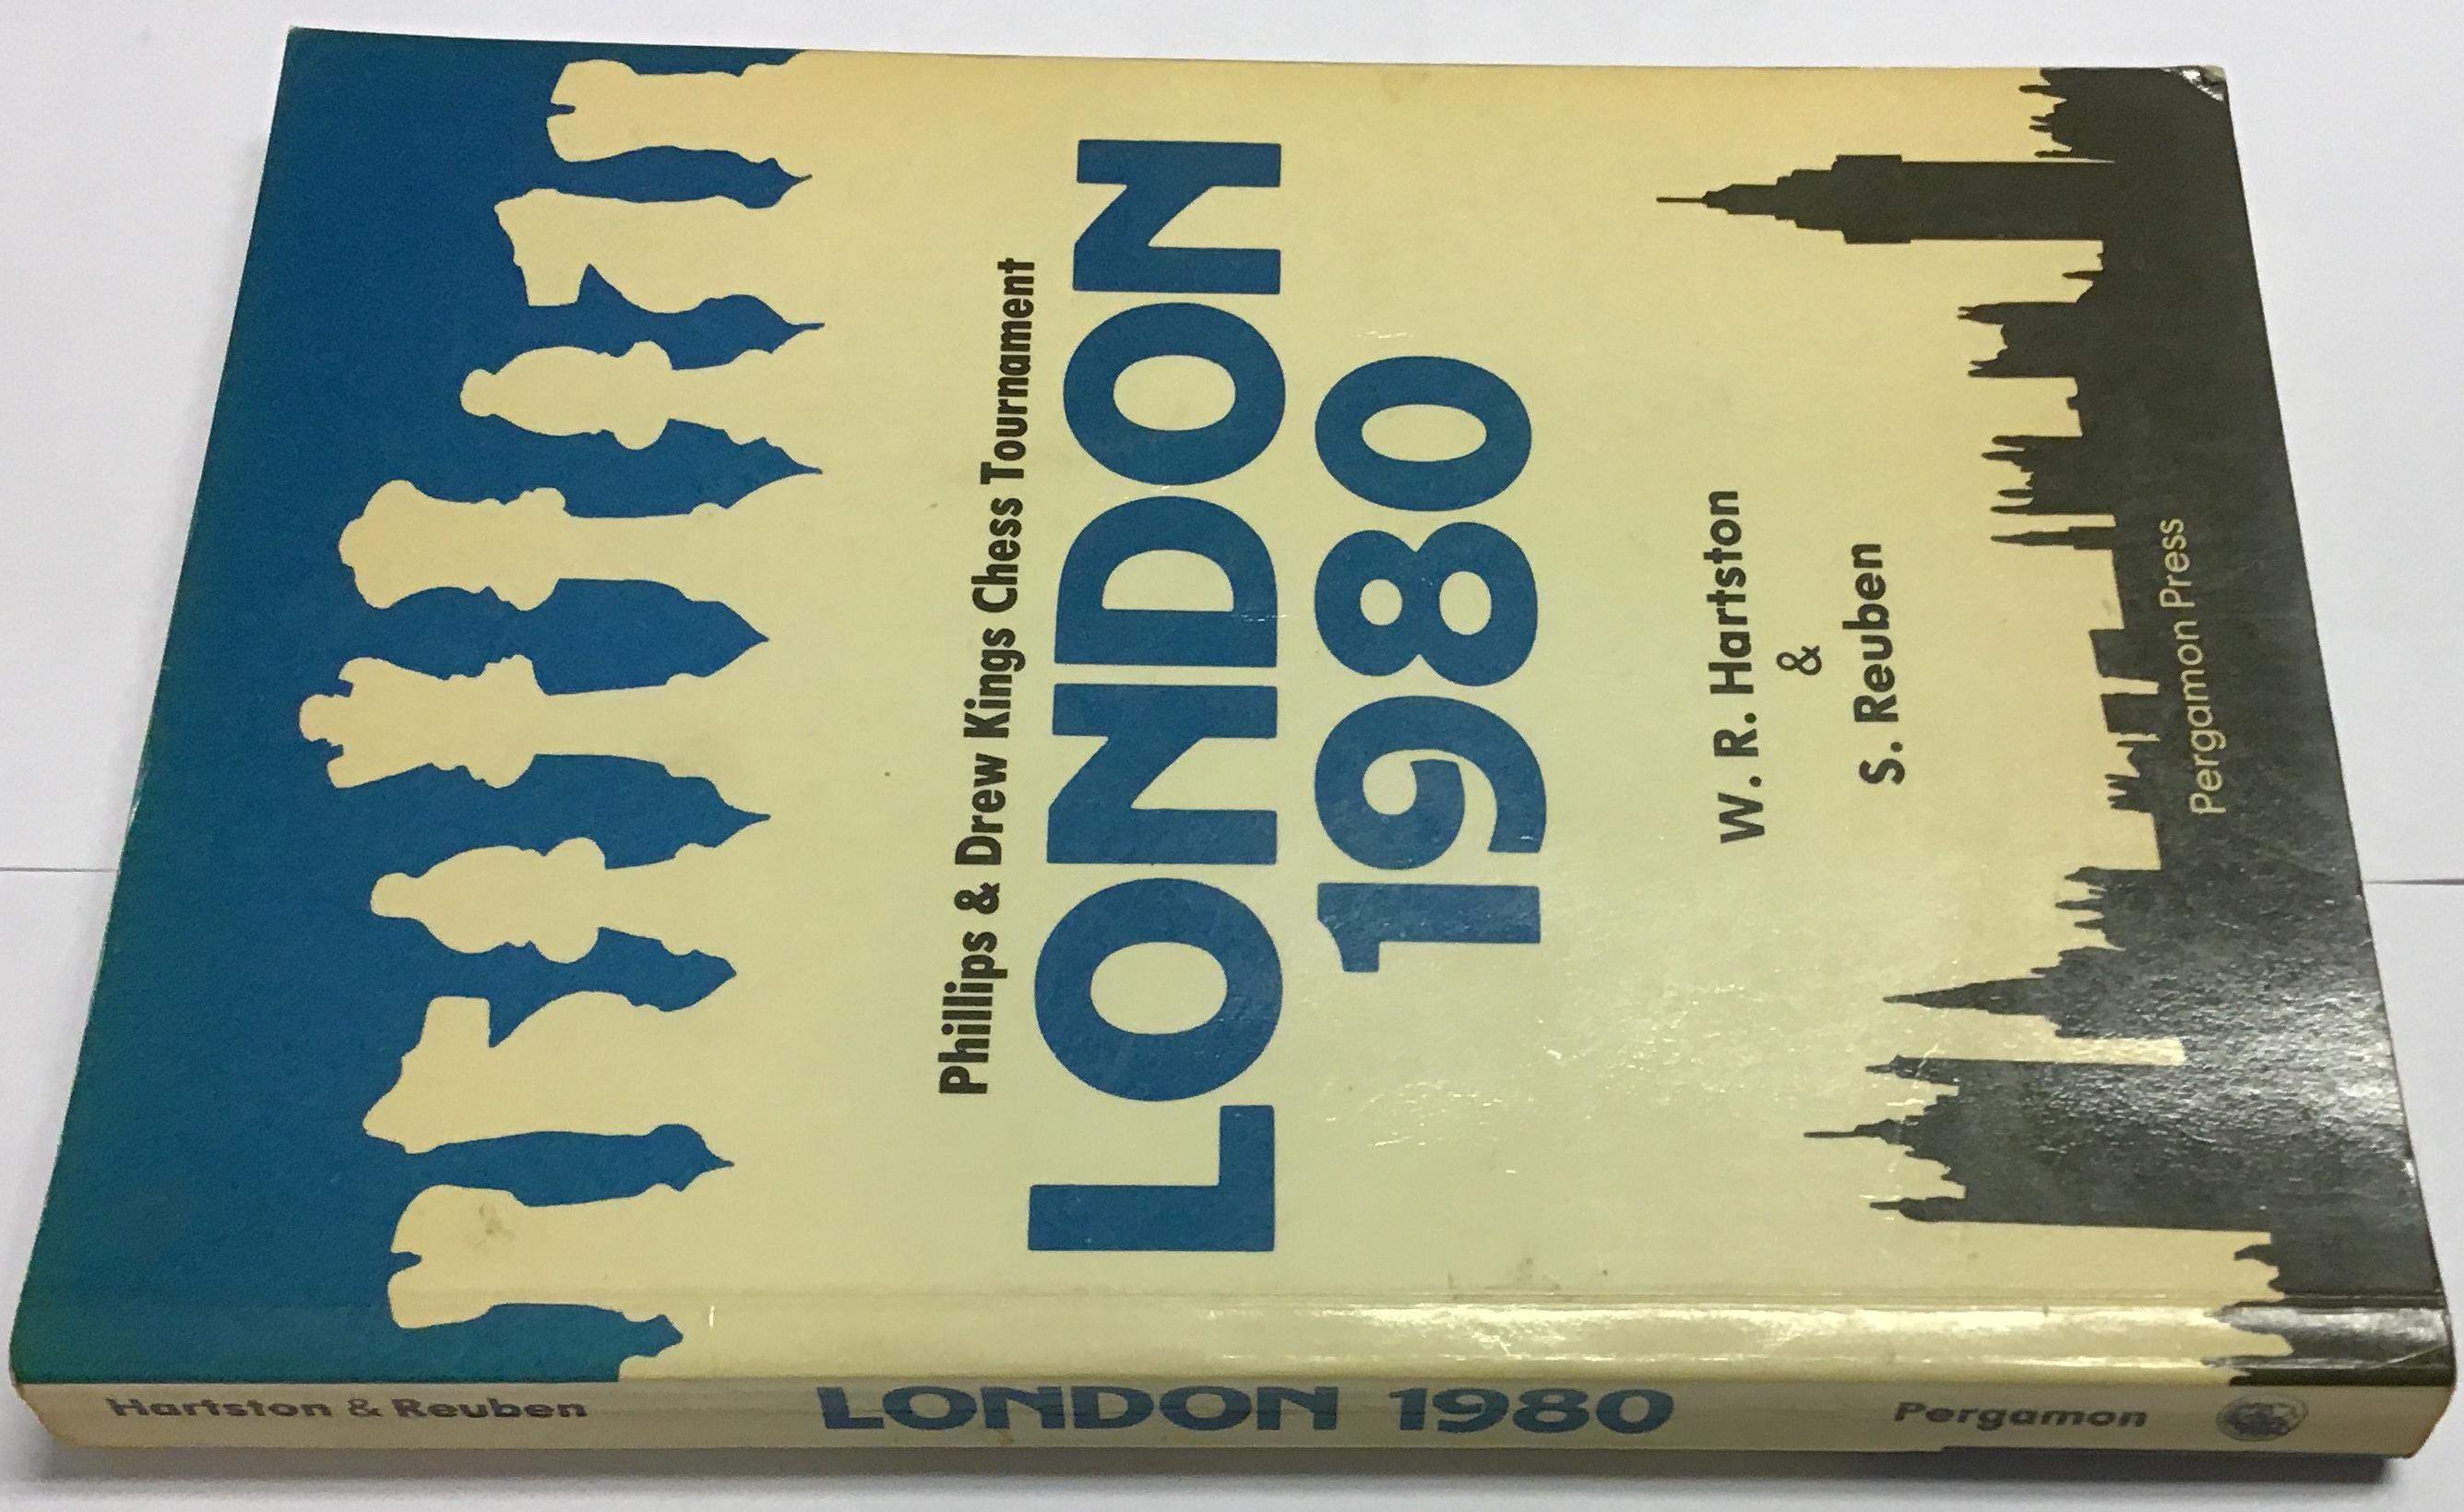 Phillips & Drew Kings Chess Tournament
LONDON
1980
W. R. Hartston
&
S. Reuben
Pergamon Press
Hartston & Reuben
LONDON 1980
Pergamon